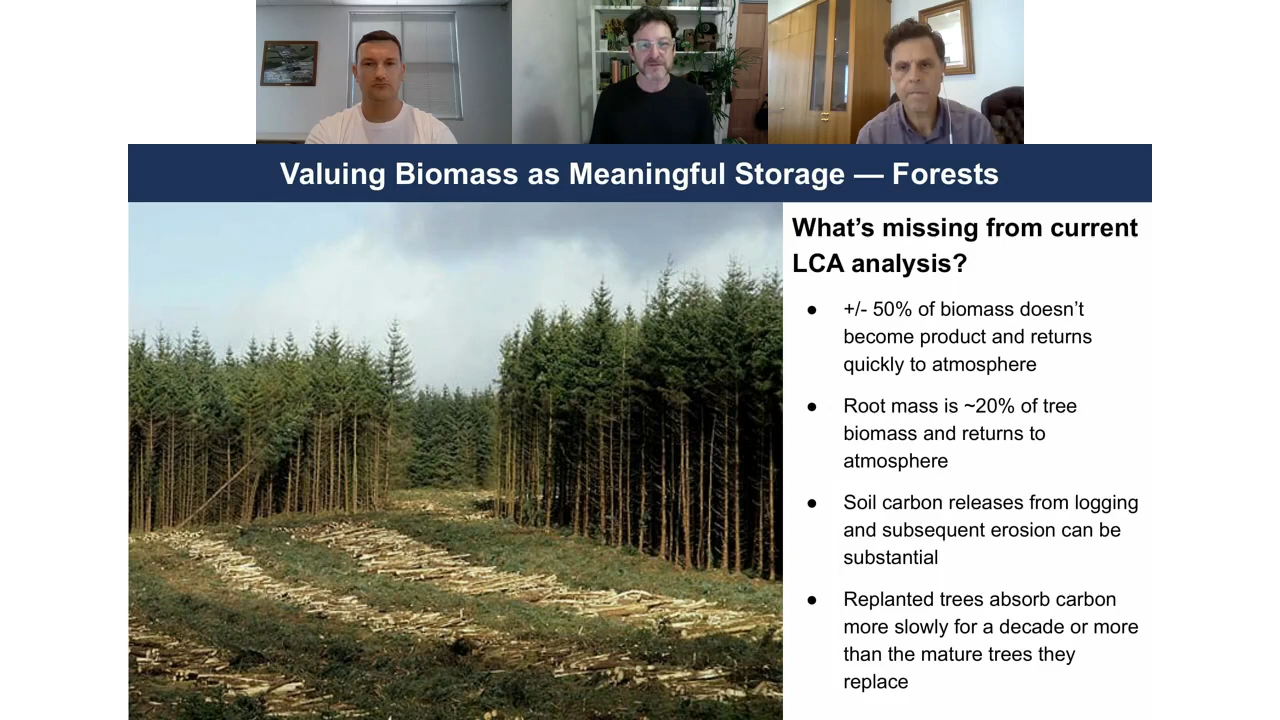 Valuing Biomass as Meaningful Storage — Forests
What’s missing from current
LCA analysis?
● +/- 50% of biomass doesn’t
become product and returns
quickly to atmosphere
● Root mass is ~20% of tree
biomass and returns to
atmosphere
● Soil carbon releases from logging
and subsequent erosion can be
substantial
● Replanted trees absorb carbon
more slowly for a decade or more
than the mature trees they
replace